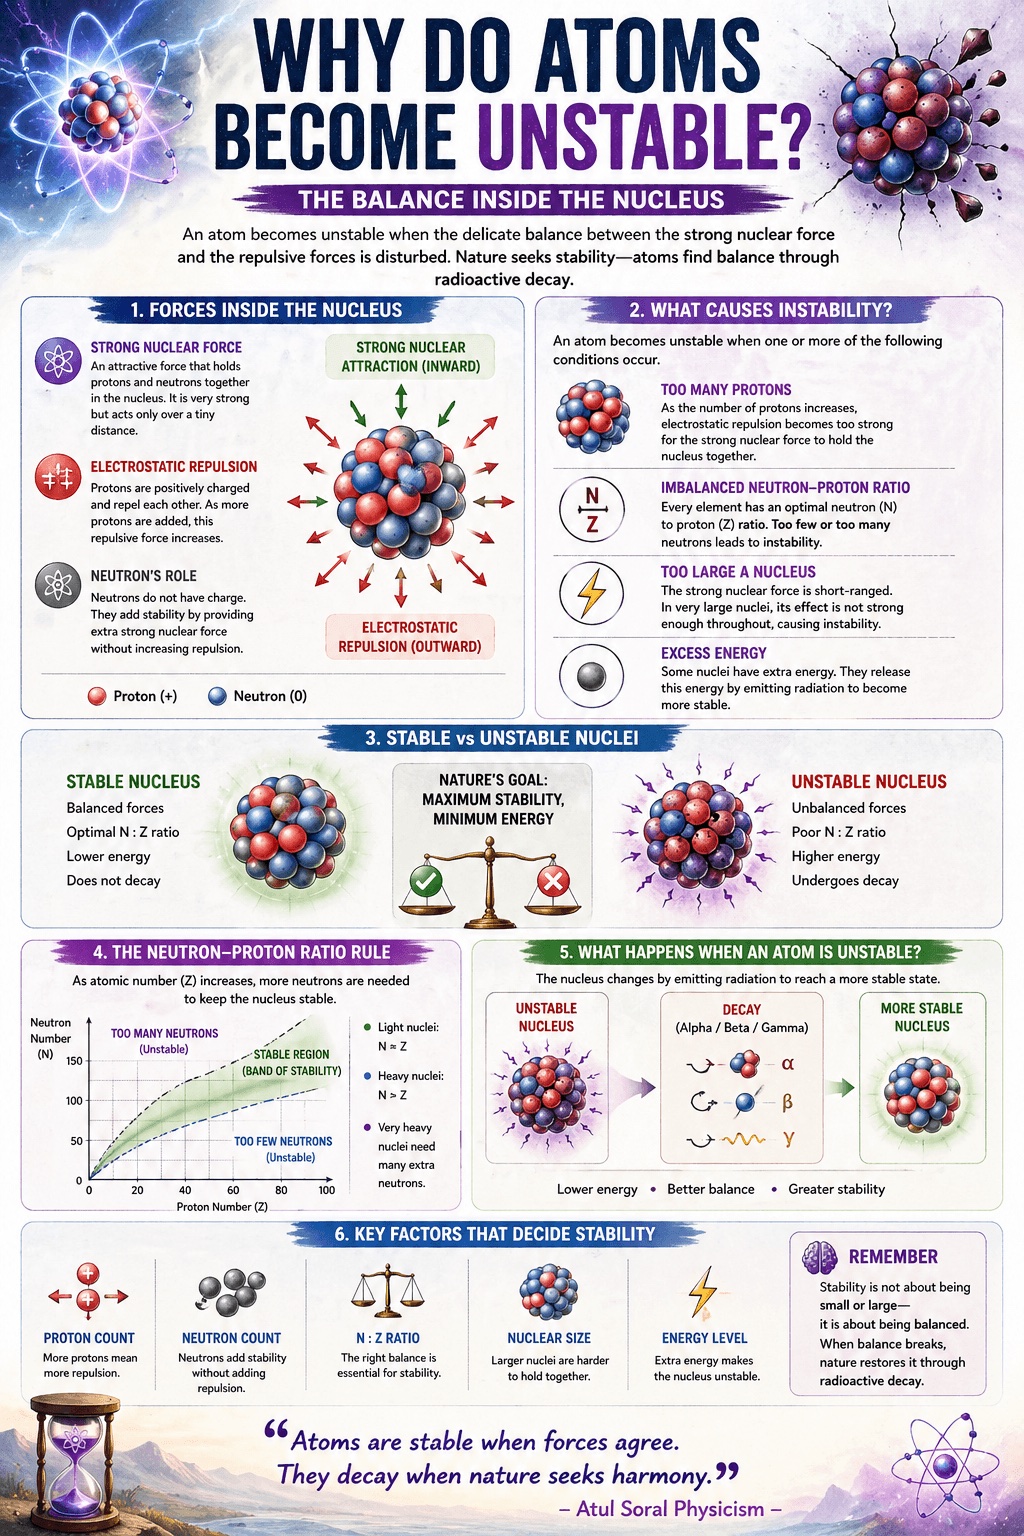 WHY DO ATOMS
BECOME UNSTABLE?
THE BALANCE INSIDE THE NUCLEUS
An atom becomes unstable when the delicate balance between the strong nuclear force
and the repulsive forces is disturbed. Nature seeks stability—atoms find balance through
radioactive decay.
1. FORCES INSIDE THE NUCLEUS
STRONG NUCLEAR FORCE
An attractive force that holds
protons and neutrons together
in the nucleus. It is very strong
but acts only over a tiny
distance.
ELECTROSTATIC REPULSION
Protons are positively charged
and repel each other. As more
protons are added, this
repulsive force increases.
NEUTRON'S ROLE
Neutrons do not have charge.
They add stability by providing
extra strong nuclear force
without increasing repulsion.
STRONG NUCLEAR
ATTRACTION (INWARD)
ELECTROSTATIC
REPULSION (OUTWARD)
Proton (+)
Neutron (0)
2. WHAT CAUSES INSTABILITY?
An atom becomes unstable when one or more of the following
conditions occur.
TOO MANY PROTONS
As the number of protons increases,
electrostatic repulsion becomes too strong
for the strong nuclear force to hold the
nucleus together.
N
Z
IMBALANCED NEUTRON–PROTON RATIO
Every element has an optimal neutron (N)
to proton (Z) ratio. Too few or too many
neutrons leads to instability.
TOO LARGE A NUCLEUS
The strong nuclear force is short-ranged.
In very large nuclei, its effect is not strong
enough throughout, causing instability.
EXCESS ENERGY
Some nuclei have extra energy. They release
this energy by emitting radiation to become
more stable.
3. STABLE vs UNSTABLE NUCLEI
STABLE NUCLEUS
Balanced forces
Optimal N : Z ratio
Lower energy
Does not decay
NATURE'S GOAL:
MAXIMUM STABILITY,
MINIMUM ENERGY
UNSTABLE NUCLEUS
Unbalanced forces
Poor N : Z ratio
Higher energy
Undergoes decay
4. THE NEUTRON–PROTON RATIO RULE
As atomic number (Z) increases, more neutrons are needed
to keep the nucleus stable.
Neutron
Number
(N)
150
100
50
0
0 20 40 60 80 100
Proton Number (Z)
TOO MANY NEUTRONS
(Unstable)
STABLE REGION
(BAND OF STABILITY)
TOO FEW NEUTRONS
(Unstable)
• Light nuclei:
N ≈ Z
• Heavy nuclei:
N > Z
• Very heavy
nuclei need
many extra
neutrons.
5. WHAT HAPPENS WHEN AN ATOM IS UNSTABLE?
The nucleus changes by emitting radiation to reach a more stable state.
UNSTABLE
NUCLEUS
DECAY
(Alpha / Beta / Gamma)
α
β
γ
MORE STABLE
NUCLEUS
Lower energy • Better balance • Greater stability
6. KEY FACTORS THAT DECIDE STABILITY
PROTON COUNT
More protons mean
more repulsion.
NEUTRON COUNT
Neutrons add stability
without adding
repulsion.
N : Z RATIO
The right balance is
essential for stability.
NUCLEAR SIZE
Larger nuclei are harder
to hold together.
ENERGY LEVEL
Extra energy makes
the nucleus unstable.
REMEMBER
Stability is not about being
small or large—
it is about being balanced.
When balance breaks,
nature restores it through
radioactive decay.
“Atoms are stable when forces agree.
They decay when nature seeks harmony.”
– Atul Soral Physicism –